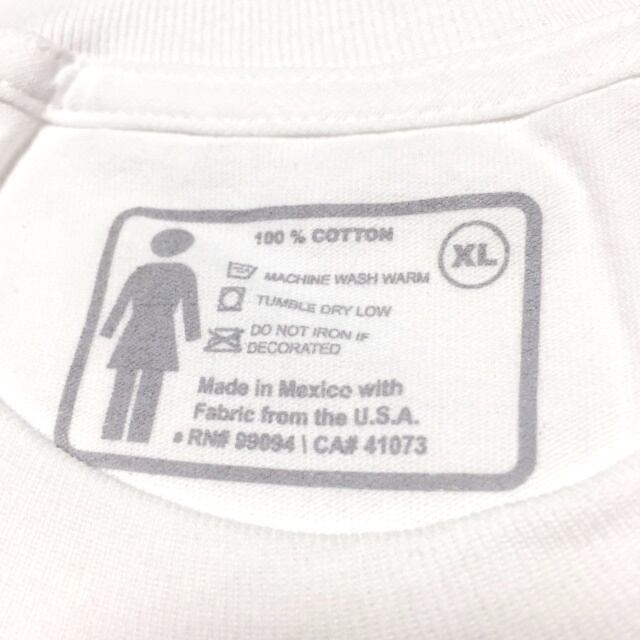 100 % COTTON
XL
MACHINE WASH WARM
TUMBLE DRY LOW
DO NOT IRON IF
DECORATED
Made in Mexico with
Fabric from the U.S.A.
• RN# 99094 \ CA# 41073